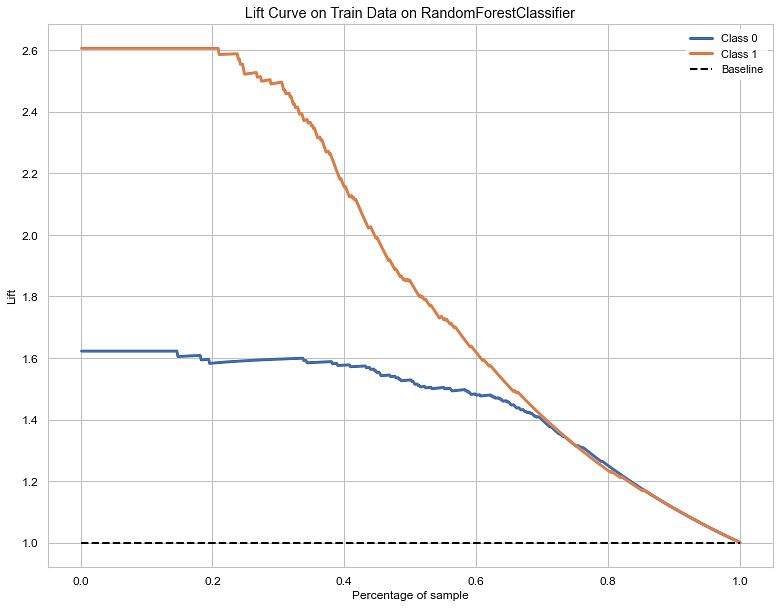 Lift Curve on Train Data on RandomForestClassifier
Class 0
Class 1
Baseline
2.6
2.4
2.2
2.0
1.8
1.6
1.4
1.2
1.0
Lift
0.0 0.2 0.4 0.6 0.8 1.0
Percentage of sample